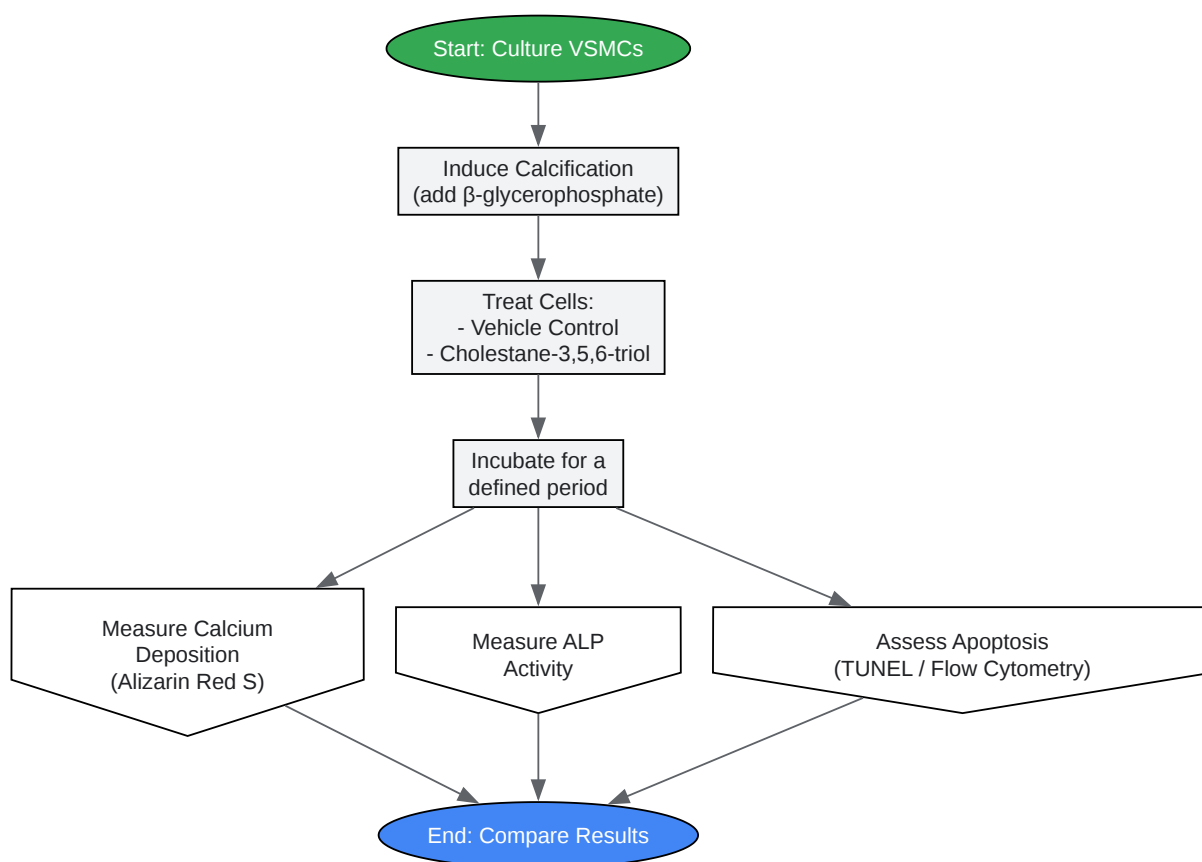 Start: Culture VSMCs
Induce Calcification
(add β-glycerophosphate)
Treat Cells:
- Vehicle Control
- Cholestane-3,5,6-triol
Incubate for a
defined period
Measure Calcium
Deposition
(Alizarin Red S)
Measure ALP
Activity
Assess Apoptosis
(TUNEL / Flow Cytometry)
End: Compare Results